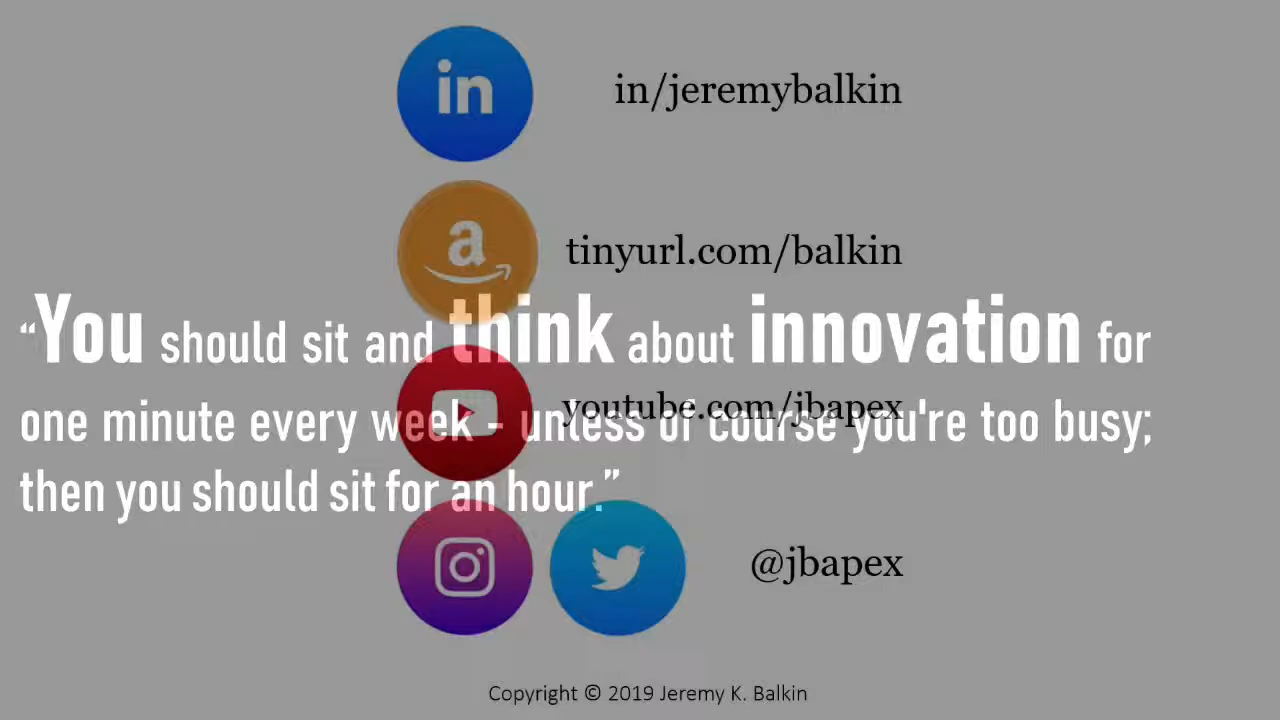 in
in/jeremybalkin
a
tinyurl.com/balkin
“You should sit and think about innovation for
one minute every week - unless of course you're too busy;
then you should sit for an hour.”
youtube.com/jbapex
@jbapex
Copyright © 2019 Jeremy K. Balkin